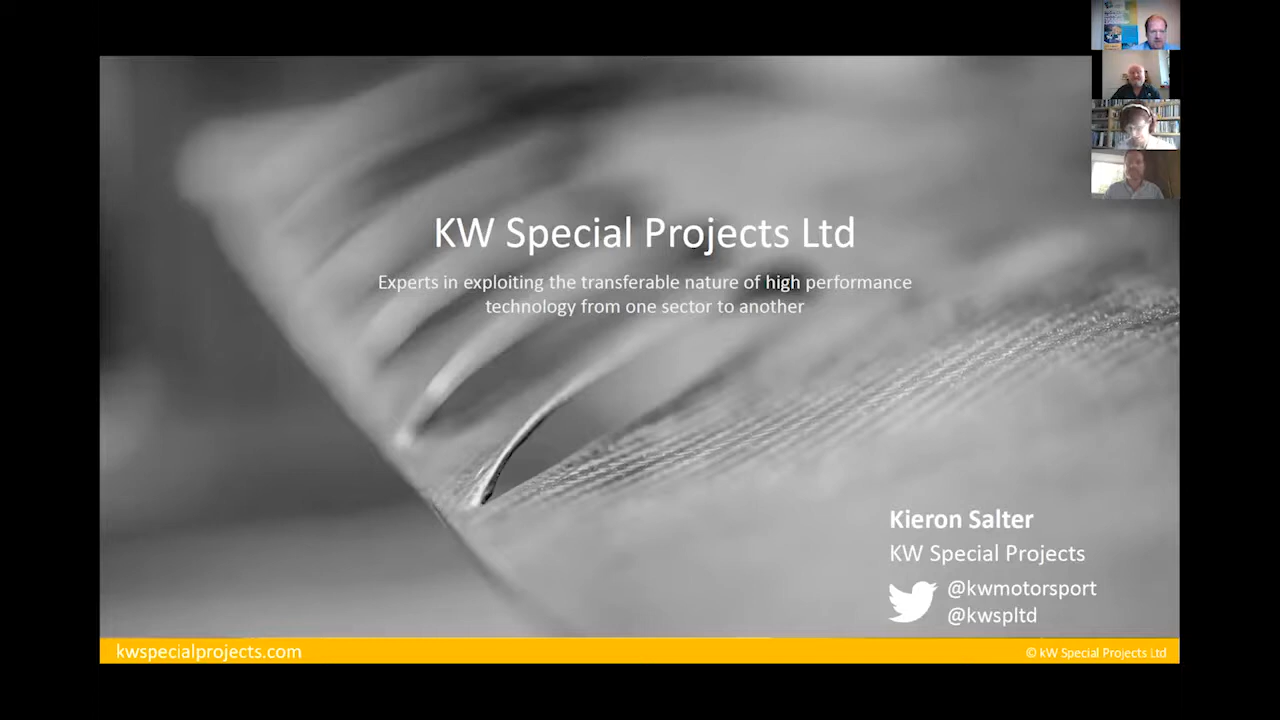 KW Special Projects Ltd
Experts in exploiting the transferable nature of high performance
technology from one sector to another
Kieron Salter
KW Special Projects
@kwmotorsport
@kwspltd
kwspecialprojects.com
© kW Special Projects Ltd